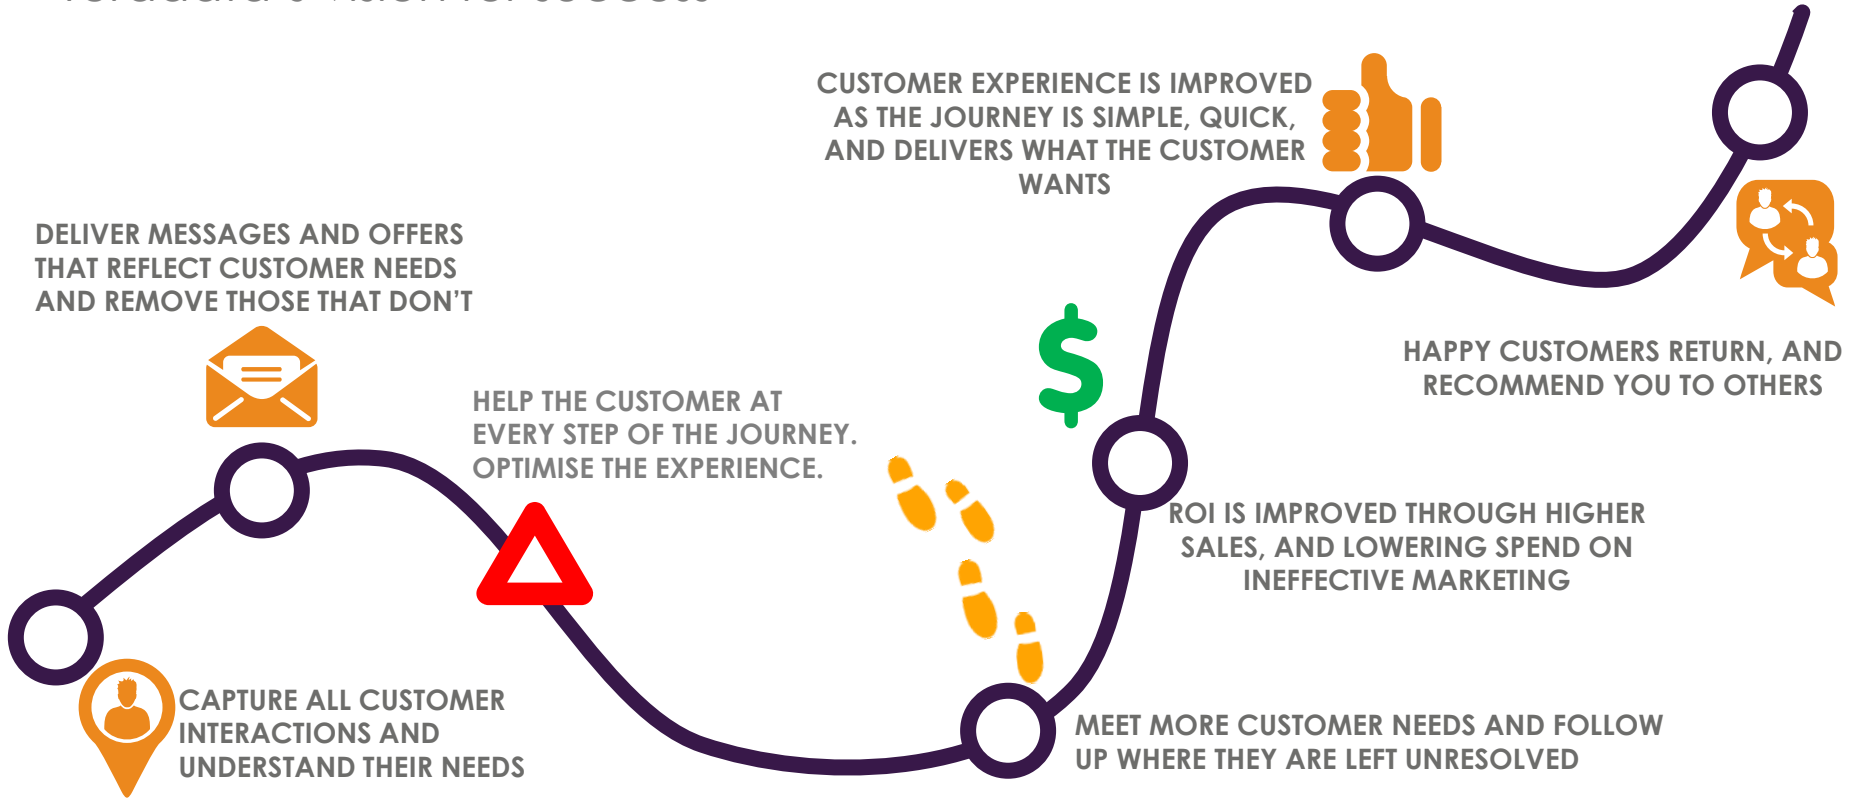 Teradata's vision for success
CUSTOMER EXPERIENCE IS IMPROVED
AS THE JOURNEY IS SIMPLE, QUICK,
AND DELIVERS WHAT THE CUSTOMER
WANTS
DELIVER MESSAGES AND OFFERS
THAT REFLECT CUSTOMER NEEDS
AND REMOVE THOSE THAT DON'T
HAPPY CUSTOMERS RETURN, AND
RECOMMEND YOU TO OTHERS
HELP THE CUSTOMER AT
EVERY STEP OF THE JOURNEY.
OPTIMISE THE EXPERIENCE.
$
ROI IS IMPROVED THROUGH HIGHER
SALES, AND LOWERING SPEND ON
INEFFECTIVE MARKETING
CAPTURE ALL CUSTOMER
INTERACTIONS AND
UNDERSTAND THEIR NEEDS
MEET MORE CUSTOMER NEEDS AND FOLLOW
UP WHERE THEY ARE LEFT UNRESOLVED